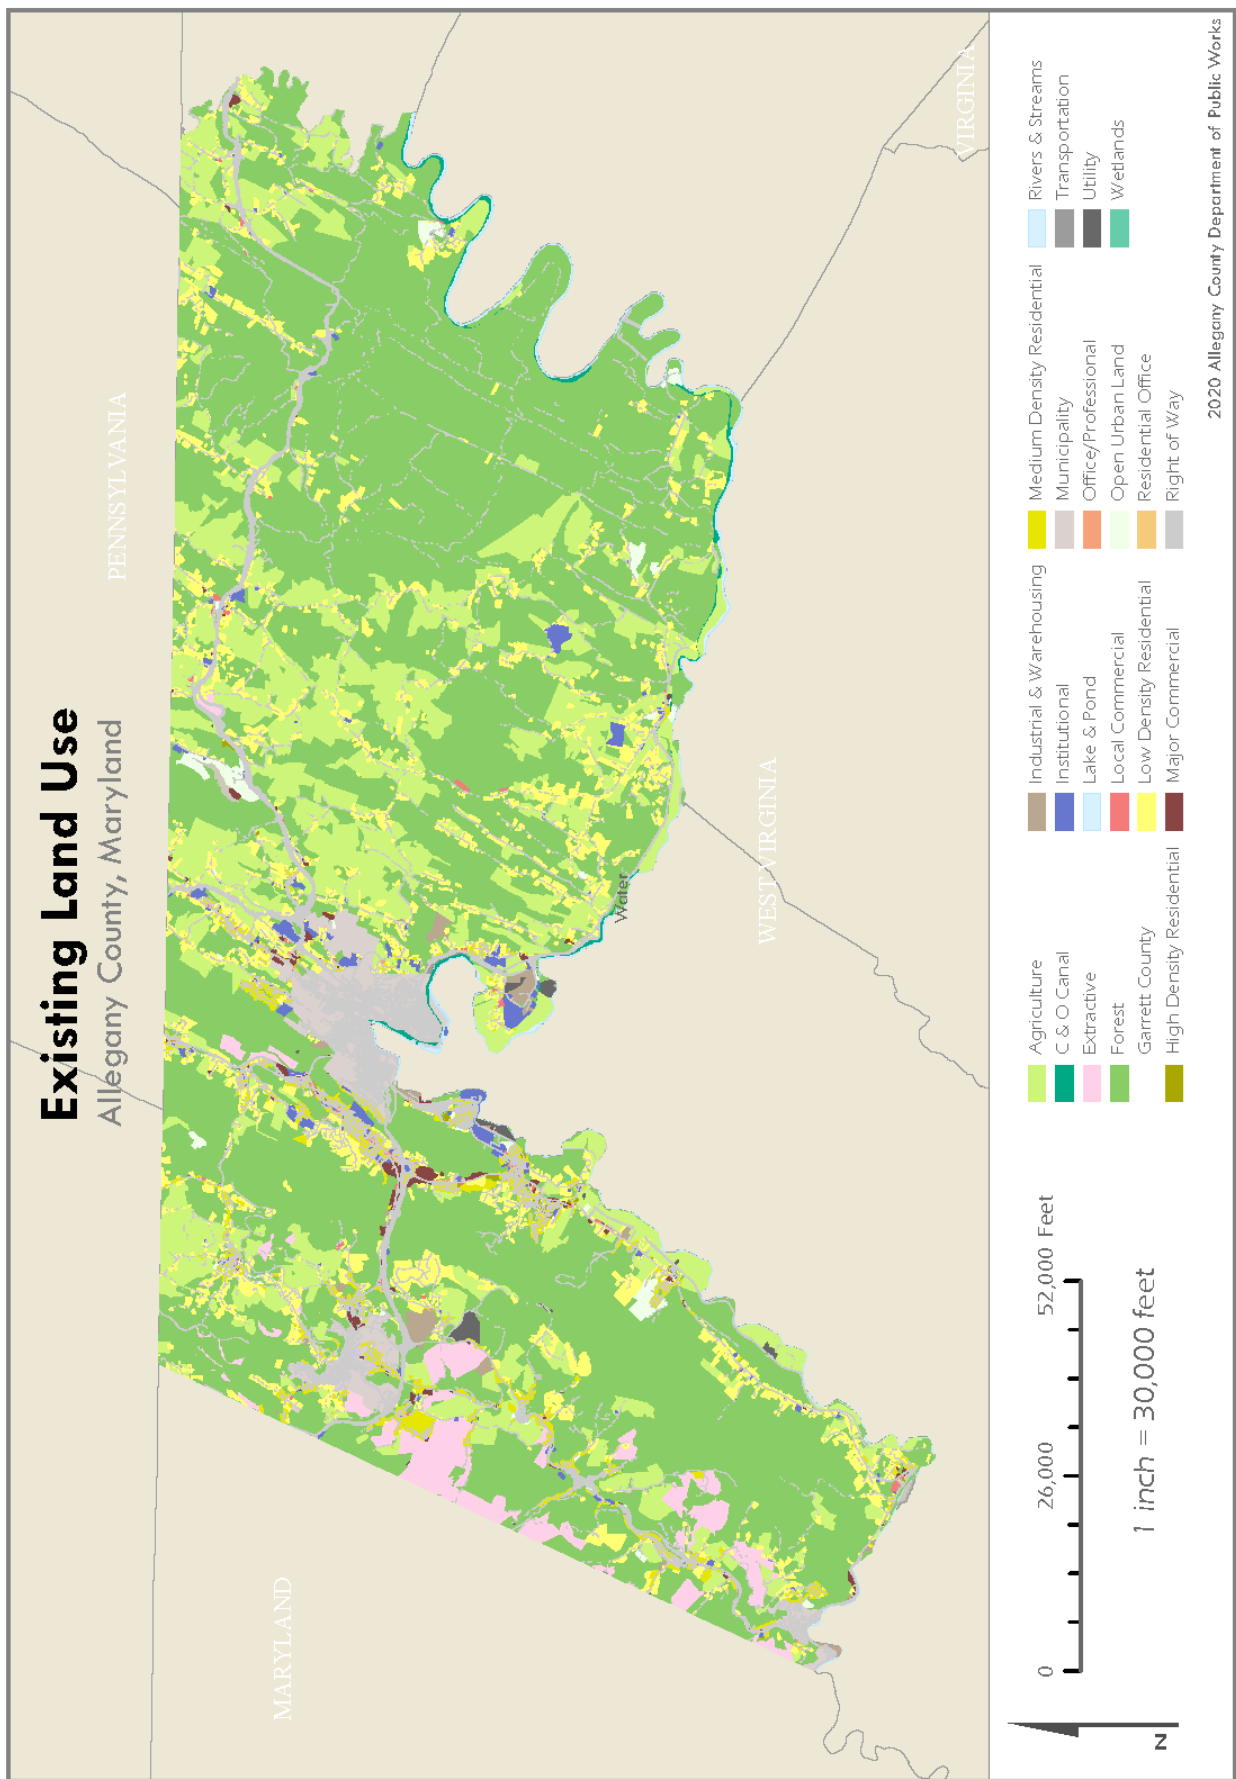 Existing Land Use
Allegany County, Maryland
PENNSYLVANIA
MARYLAND
WEST VIRGINIA
VIRGINIA
Water
N
0 26,000 52,000 Feet
1 inch = 30,000 feet
Agriculture
C & O Canal
Extractive
Forest
Garrett County
High Density Residential
Industrial & Warehousing
Institutional
Lake & Pond
Local Commercial
Low Density Residential
Major Commercial
Medium Density Residential
Municipality
Office/Professional
Open Urban Land
Residential Office
Right of Way
Rivers & Streams
Transportation
Utility
Wetlands
2020 Allegany County Department of Public Works